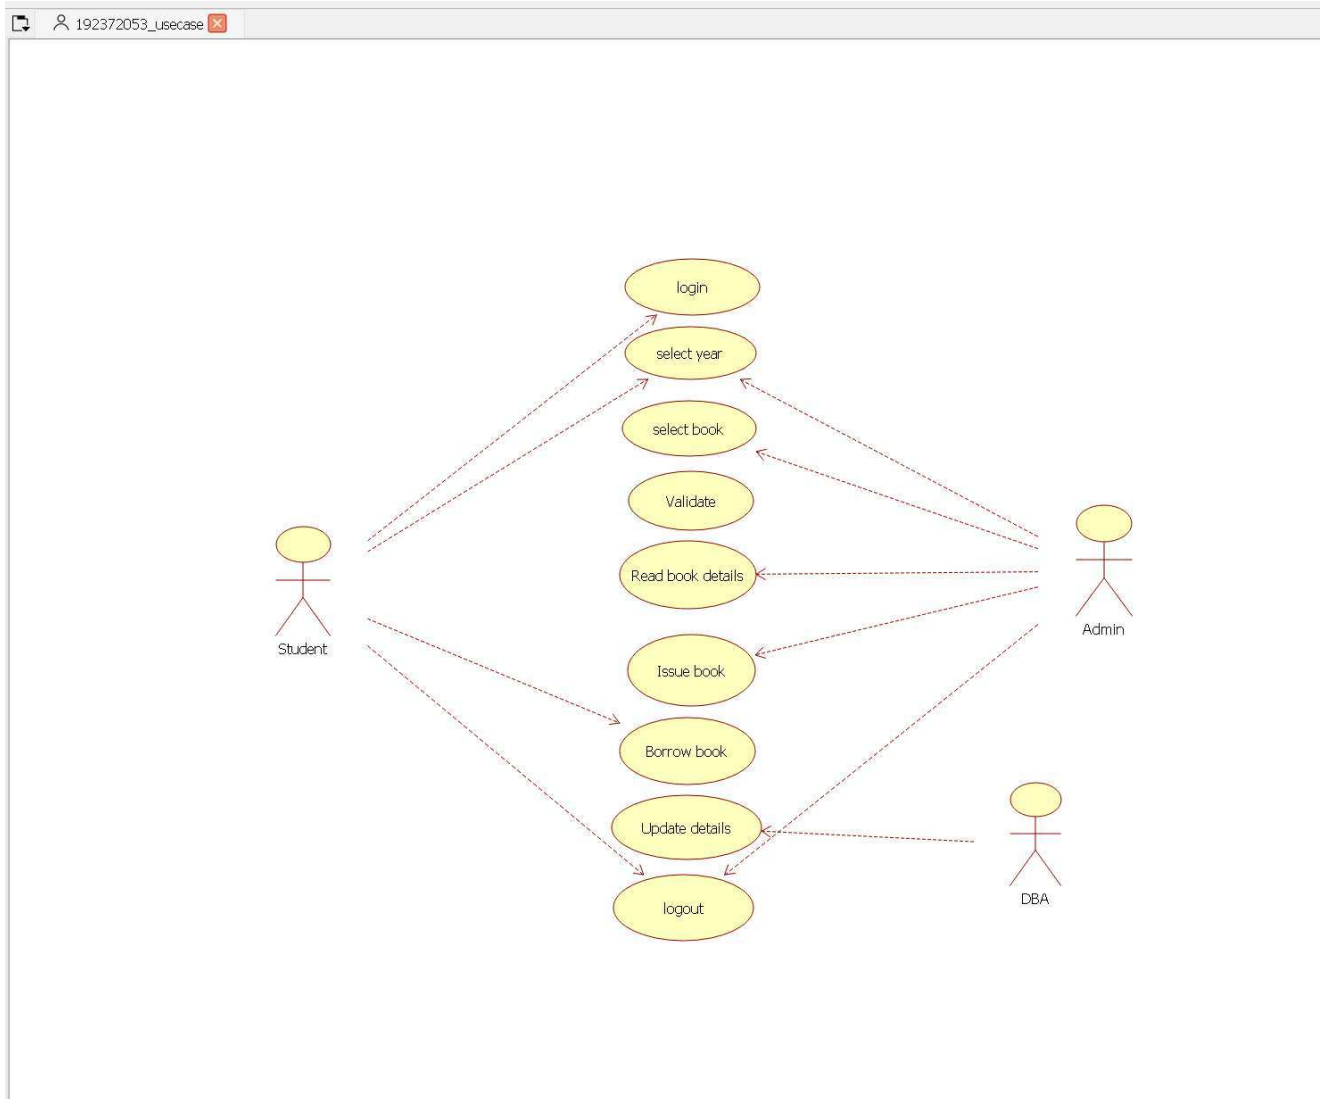 192372053_usecase
login
select year
select book
Validate
Read book details
Student
Admin
Issue book
Borrow book
Update details
DBA
logout